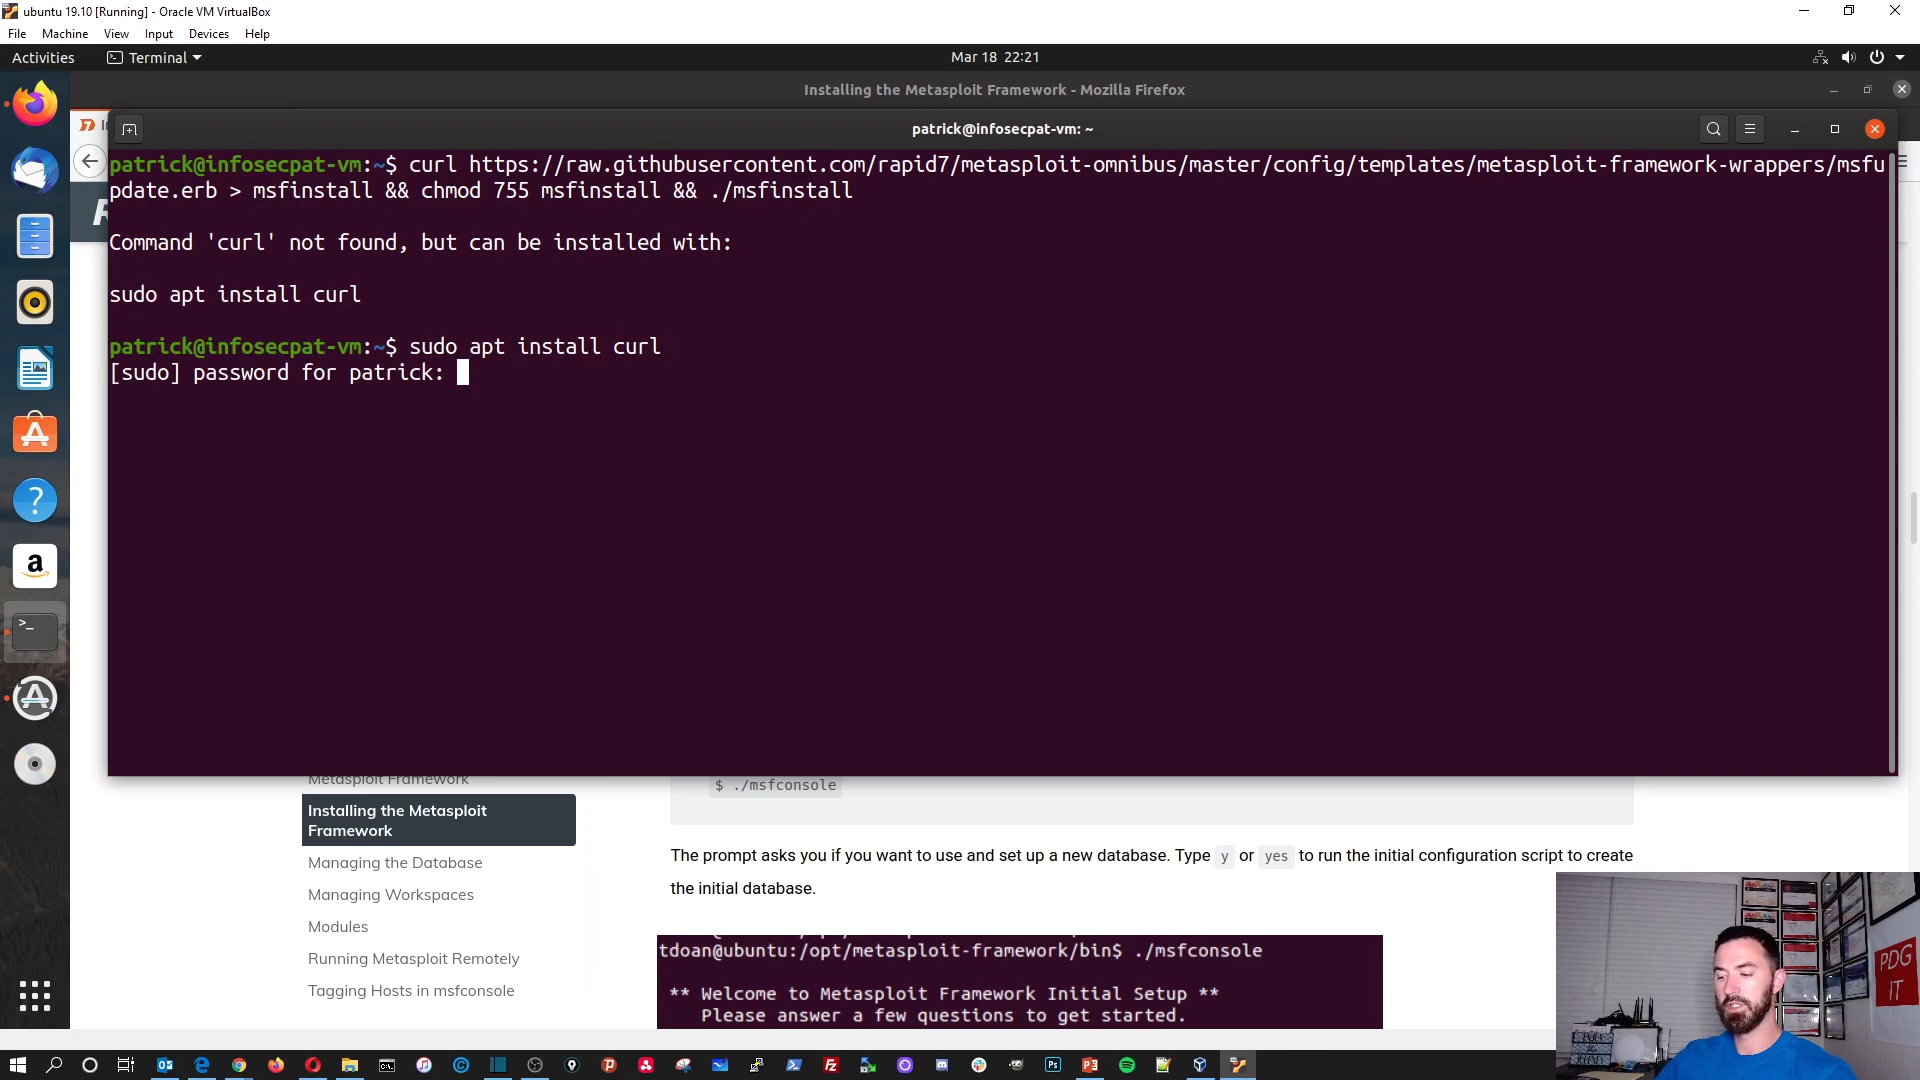 ubuntu 19.10 [Running] - Oracle VM VirtualBox
File Machine View Input Devices Help
Activities Terminal Mar 18 22:21
Installing the Metasploit Framework - Mozilla Firefox
patrick@infosecpat-vm: ~
patrick@infosecpat-vm:~$ curl https://raw.githubusercontent.com/rapid7/metasploit-omnibus/master/config/templates/metasploit-framework-wrappers/msfu
pdate.erb > msfinstall && chmod 755 msfinstall && ./msfinstall
Command 'curl' not found, but can be installed with:
sudo apt install curl
patrick@infosecpat-vm:~$ sudo apt install curl
[sudo] password for patrick:
Metasploit Framework
Installing the Metasploit
Framework
Managing the Database
Managing Workspaces
Modules
Running Metasploit Remotely
Tagging Hosts in msfconsole
$ ./msfconsole
The prompt asks you if you want to use and set up a new database. Type y or yes to run the initial configuration script to create
the initial database.
tdoan@ubuntu:/opt/metasploit-framework/bin$ ./msfconsole
** Welcome to Metasploit Framework Initial Setup **
Please answer a few questions to get started.
PDG
IT